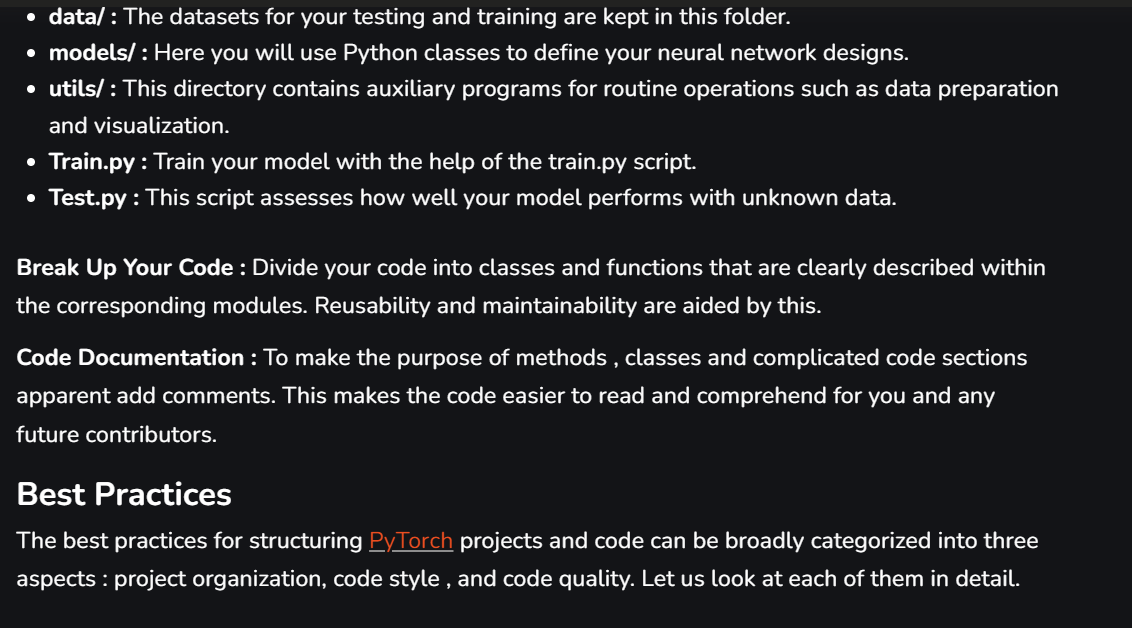 • data/ : The datasets for your testing and training are kept in this folder.
• models/ : Here you will use Python classes to define your neural network designs.
• utils/ : This directory contains auxiliary programs for routine operations such as data preparation
and visualization.
• Train.py : Train your model with the help of the train.py script.
• Test.py : This script assesses how well your model performs with unknown data.
Break Up Your Code : Divide your code into classes and functions that are clearly described within
the corresponding modules. Reusability and maintainability are aided by this.
Code Documentation : To make the purpose of methods , classes and complicated code sections
apparent add comments. This makes the code easier to read and comprehend for you and any
future contributors.
Best Practices
The best practices for structuring PyTorch projects and code can be broadly categorized into three
aspects : project organization, code style , and code quality. Let us look at each of them in detail.